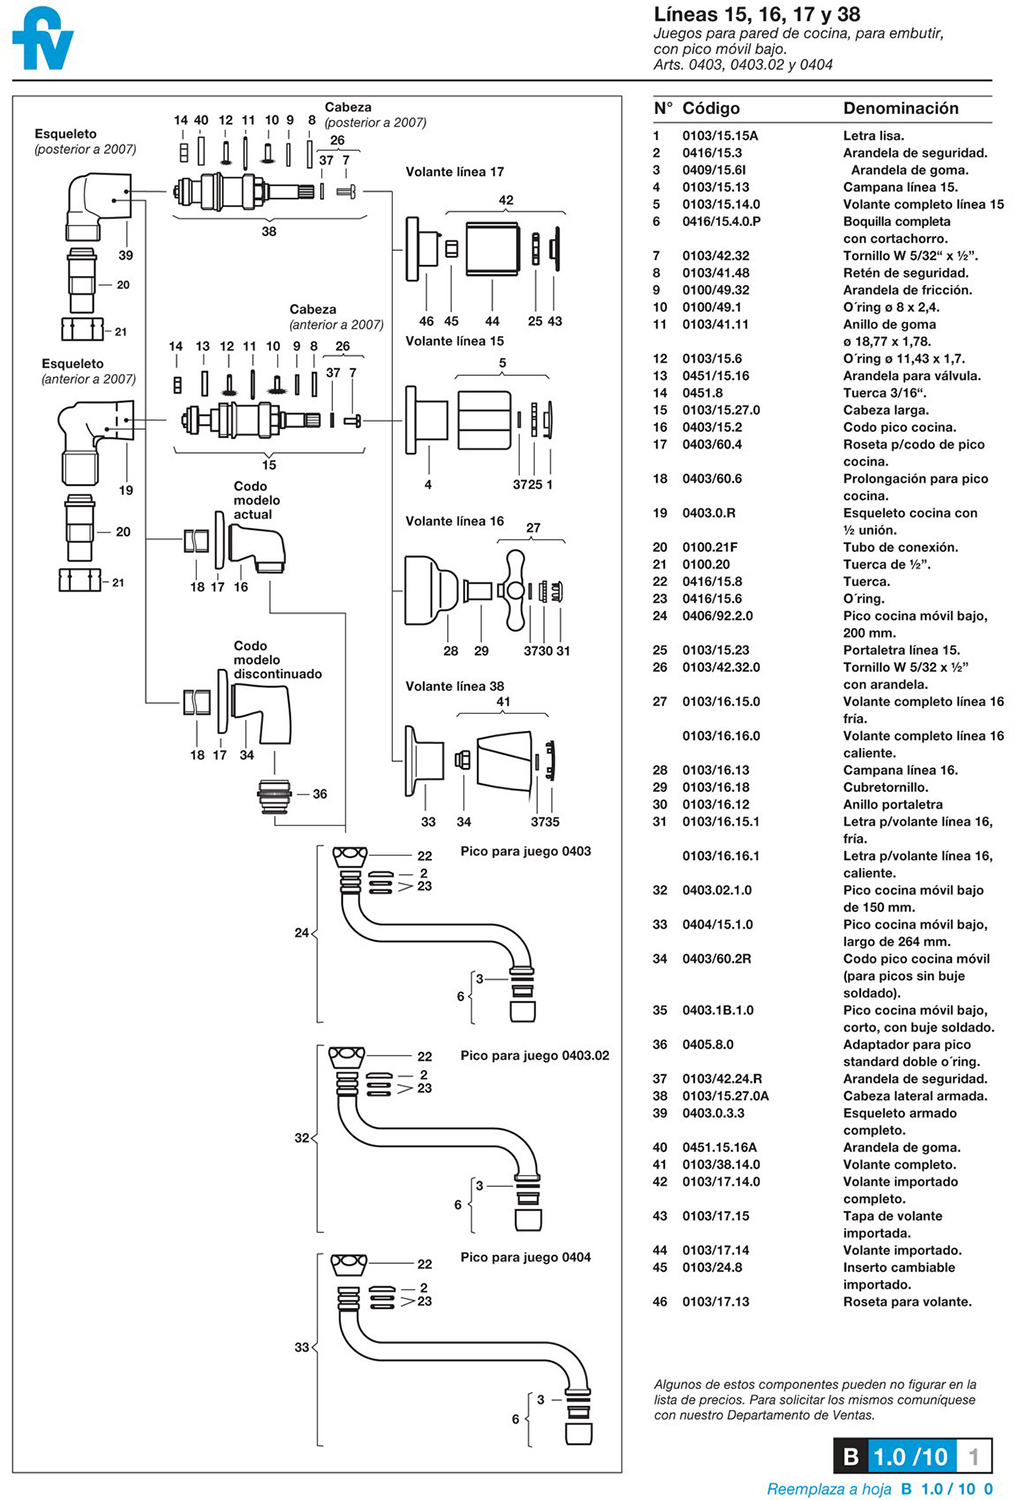 fv
Líneas 15, 16, 17 y 38
Juegos para pared de cocina, para embutir,
con pico móvil bajo.
Arts. 0403, 0403.02 y 0404
Esqueleto
(posterior a 2007)
Cabeza
(posterior a 2007)
14 40 12 11 10 9 8
26
37 7
38
39
20
21
Volante línea 17
42
46 45 44 25 43
Esqueleto
(anterior a 2007)
Cabeza
(anterior a 2007)
14 13 12 11 10 9 8
26
37 7
15
19
20
21
Volante línea 15
5
4 37 25 1
Codo
modelo
actual
18 17 16
Volante línea 16
27
28 29 37 30 31
Codo
modelo
discontinuado
18 17 34
36
Volante línea 38
41
33 34 37 35
Pico para juego 0403
22
2
23
24
3
6
Pico para juego 0403.02
22
2
23
32
3
6
Pico para juego 0404
22
2
23
33
3
6
N° Código Denominación
1 0103/15.15A Letra lisa.
2 0416/15.3 Arandela de seguridad.
3 0409/15.6I Arandela de goma.
4 0103/15.13 Campana línea 15.
5 0103/15.14.0 Volante completo línea 15
6 0416/15.4.0.P Boquilla completa
con cortachorro.
7 0103/42.32 Tornillo W 5/32“ x ½”.
8 0103/41.48 Retén de seguridad.
9 0100/49.32 Arandela de fricción.
10 0100/49.1 O´ring ø 8 x 2,4.
11 0103/41.11 Anillo de goma
ø 18,77 x 1,78.
12 0103/15.6 O´ring ø 11,43 x 1,7.
13 0451/15.16 Arandela para válvula.
14 0451.8 Tuerca 3/16“.
15 0103/15.27.0 Cabeza larga.
16 0403/15.2 Codo pico cocina.
17 0403/60.4 Roseta p/codo de pico
cocina.
18 0403/60.6 Prolongación para pico
cocina.
19 0403.0.R Esqueleto cocina con
½ unión.
20 0100.21F Tubo de conexión.
21 0100.20 Tuerca de ½”.
22 0416/15.8 Tuerca.
23 0416/15.6 O´ring.
24 0406/92.2.0 Pico cocina móvil bajo,
200 mm.
25 0103/15.23 Portaletra línea 15.
26 0103/42.32.0 Tornillo W 5/32 x ½”
con arandela.
27 0103/16.15.0 Volante completo línea 16
fría.
0103/16.16.0 Volante completo línea 16
caliente.
28 0103/16.13 Campana línea 16.
29 0103/16.18 Cubretornillo.
30 0103/16.12 Anillo portaletra
31 0103/16.15.1 Letra p/volante línea 16,
fría.
0103/16.16.1 Letra p/volante línea 16,
caliente.
32 0403.02.1.0 Pico cocina móvil bajo
de 150 mm.
33 0404/15.1.0 Pico cocina móvil bajo,
largo de 264 mm.
34 0403/60.2R Codo pico cocina móvil
(para picos sin buje
soldado).
35 0403.1B.1.0 Pico cocina móvil bajo,
corto, con buje soldado.
36 0405.8.0 Adaptador para pico
standard doble o´ring.
37 0103/42.24.R Arandela de seguridad.
38 0103/15.27.0A Cabeza lateral armada.
39 0403.0.3.3 Esqueleto armado
completo.
40 0451.15.16A Arandela de goma.
41 0103/38.14.0 Volante completo.
42 0103/17.14.0 Volante importado
completo.
43 0103/17.15 Tapa de volante
importada.
44 0103/17.14 Volante importado.
45 0103/24.8 Inserto cambiable
importado.
46 0103/17.13 Roseta para volante.
Algunos de estos componentes pueden no figurar en la
lista de precios. Para solicitar los mismos comuníquese
con nuestro Departamento de Ventas.
B 1.0 /10 1
Reemplaza a hoja B 1.0 / 10 0